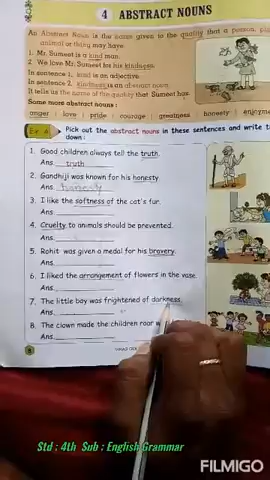 4 ABSTRACT NOUNS
An Abstract Noun is the name given to the quality that a person,
animal or thing may have.
1. Mr. Sumeet is a kind man.
2. We love Mr. Sumeet for his kindness.
In sentence 1, kind is an adjective.
In sentence 2, kindness is an abstract noun.
It tells us the name of the quality that Sumeet has.
Some more abstract nouns :
anger | love | pride | courage | greatness | honesty | enjoyme
Ex. A Pick out the abstract nouns in these sentences and write t
down :
1. Good children always tell the truth.
Ans. truth
2. Gandhiji was known for his honesty
Ans. honesty
3. I like the softness of the cat's fur.
Ans.
4. Cruelty to animals should be prevented.
Ans.
5. Rohit was given a medal for his bravery.
Ans.
6. I liked the arrangement of flowers in the vase.
Ans.
7. The little boy was frightened of darkness.
Ans.
8. The clown made the children roar
Ans.
Std : 4th Sub : English Grammar
FILMIGO